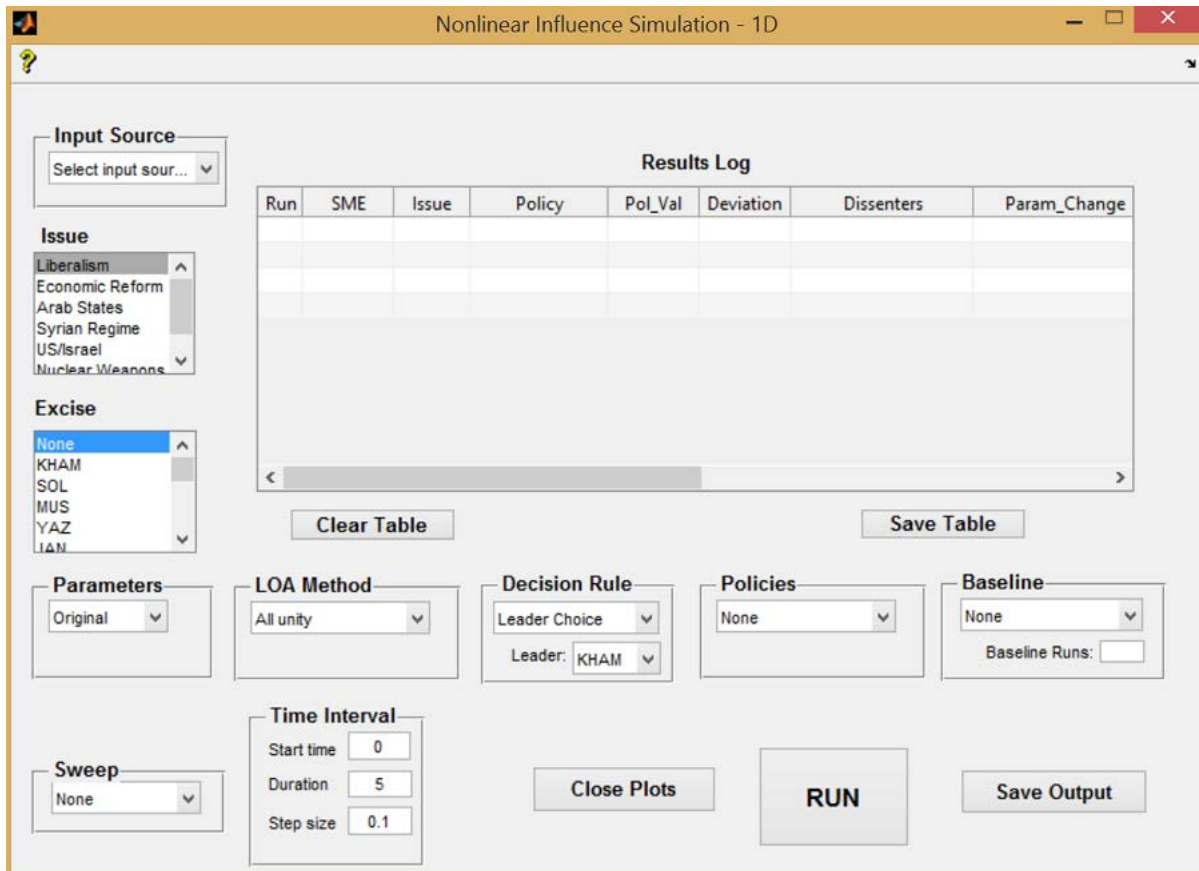 Nonlinear Influence Simulation - 1D
Input Source
Select input sour...
Results Log
Run SME Issue Policy Pol_Val Deviation Dissenters Param_Change
Issue
Liberalism
Economic Reform
Arab States
Syrian Regime
US/Israel
Nuclear Weapons
Excise
None
KHAM
SOL
MUS
YAZ
JAN
Clear Table
Save Table
Parameters
Original
LOA Method
All unity
Decision Rule
Leader Choice
Leader: KHAM
Policies
None
Baseline
None
Baseline Runs:
Sweep
None
Time Interval
Start time 0
Duration 5
Step size 0.1
Close Plots
RUN
Save Output